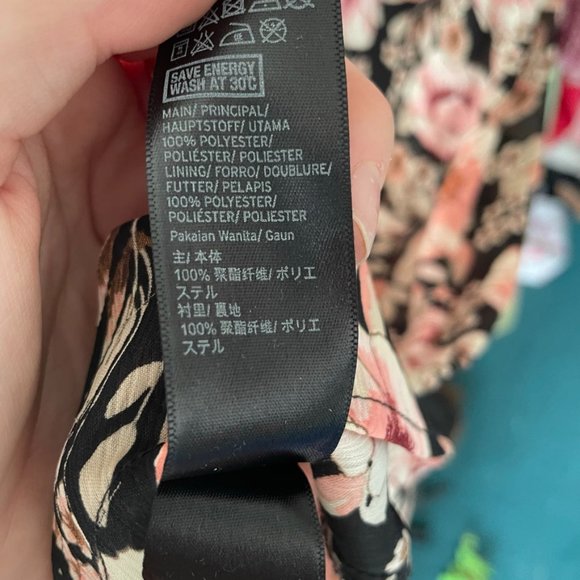 SAVE ENERGY
WASH AT 30℃
MAIN/ PRINCIPAL/
HAUPTSTOFF/ UTAMA
100% POLYESTER/
POLIÉSTER/ POLIESTER
LINING/ FORRO/ DOUBLURE/
FUTTER/ PELAPIS
100% POLYESTER/
POLIÉSTER/ POLIESTER
Pakaian Wanita/ Gaun
主/ 本体
100% 聚酯纤维/ ポリエ
ステル
衬里/ 裏地
100% 聚酯纤维/ ポリエ
ステル